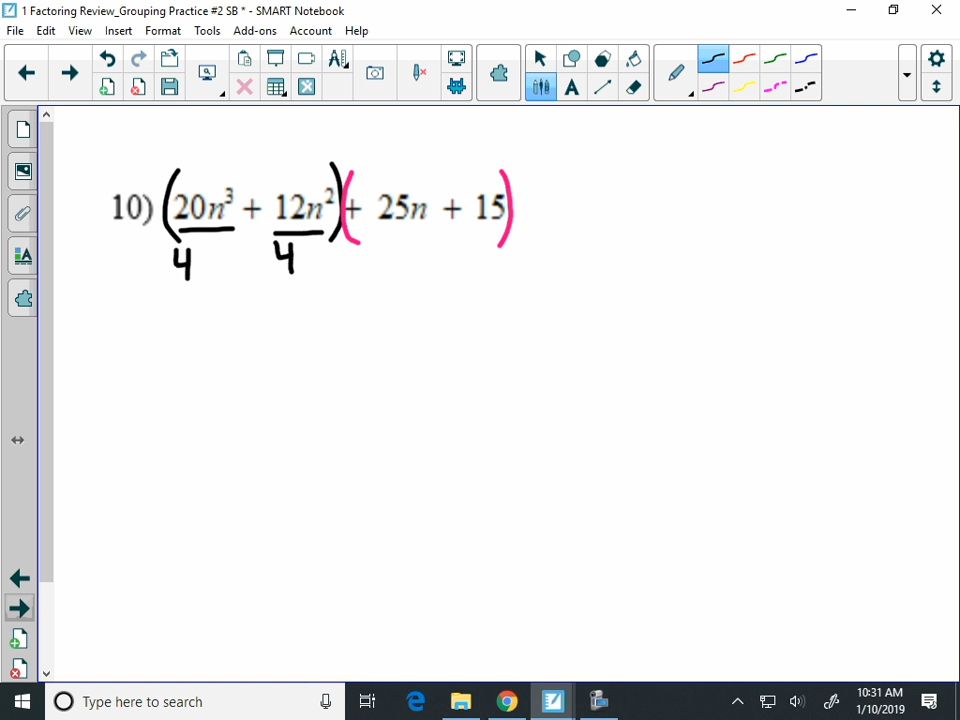 1 Factoring Review_Grouping Practice #2 SB * - SMART Notebook
File Edit View Insert Format Tools Add-ons Account Help
10) (20n³ + 12n²)(+ 25n + 15)
4 4
Type here to search
10:31 AM
1/10/2019